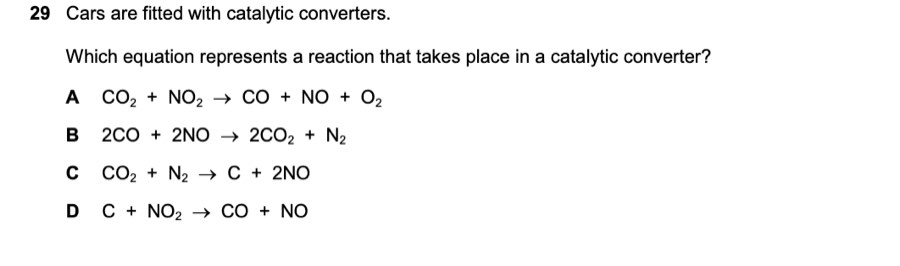 29 Cars are fitted with catalytic converters.
Which equation represents a reaction that takes place in a catalytic converter?
A CO₂ + NO₂ → CO + NO + O₂
B 2CO + 2NO → 2CO₂ + N₂
C CO₂ + N₂ → C + 2NO
D C + NO₂ → CO + NO